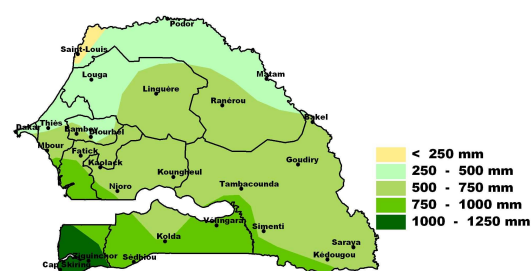 Podor
Saint-Louis
Louga
Matam
Linguère
Ranérou
Bakel
Dakar
Thiès
Bambey
Diourbel
Mbour
Fatick
Kaolack
Goudiry
Koungheul
Nioro
Tambacounda
Vélingara
Simenti
Kolda
Saraya
Ziguinchor
Sédhiou
Kédougou
Cap Skiring
< 250 mm
250 - 500 mm
500 - 750 mm
750 - 1000 mm
1000 - 1250 mm